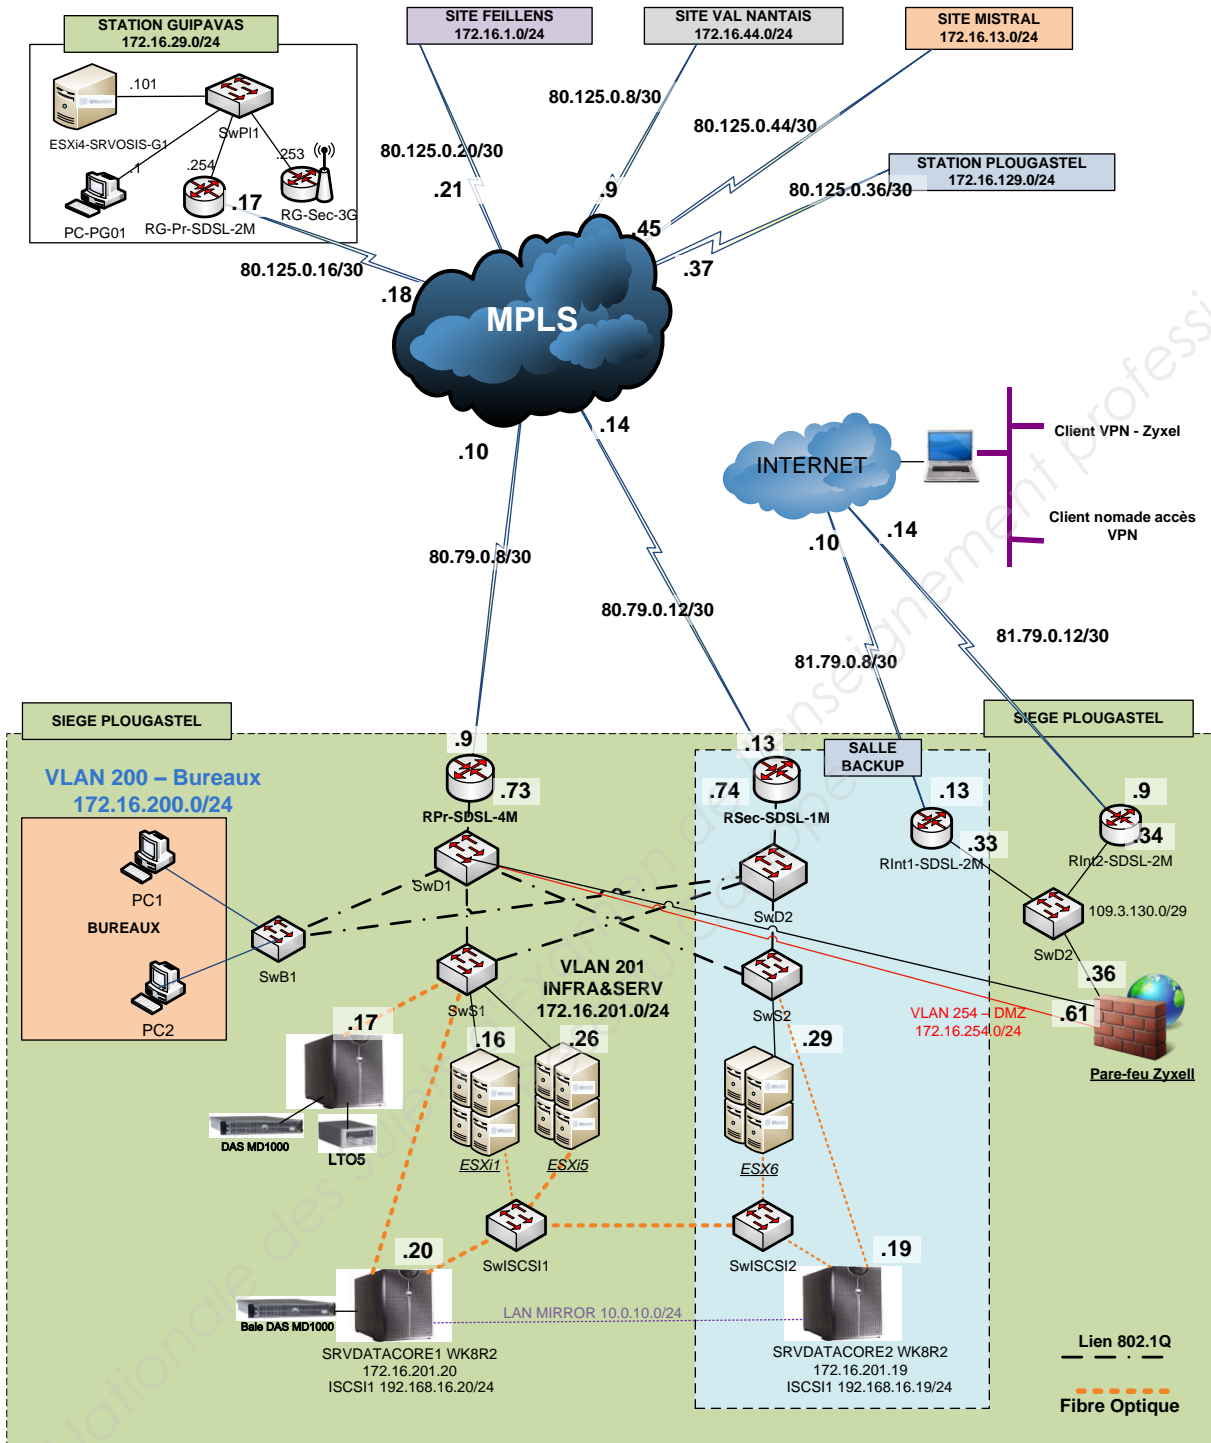 STATION GUIPAVAS
172.16.29.0/24
SITE FEILLENS
172.16.1.0/24
SITE VAL NANTAIS
172.16.44.0/24
SITE MISTRAL
172.16.13.0/24
.101
ESXi4-SRVOSIS-G1
SwPI1
.1
.254
.253
PC-PG01
RG-Pr-SDSL-2M
RG-Sec-3G
.17
80.125.0.16/30
.18
80.125.0.20/30
.21
80.125.0.8/30
.9
80.125.0.44/30
.45
STATION PLOUGASTEL
172.16.129.0/24
80.125.0.36/30
.37
MPLS
.10
.14
INTERNET
Client VPN - Zyxel
Client nomade accès
VPN
.10
.14
80.79.0.8/30
80.79.0.12/30
81.79.0.8/30
81.79.0.12/30
SIEGE PLOUGASTEL
SIEGE PLOUGASTEL
SALLE
BACKUP
VLAN 200 – Bureaux
172.16.200.0/24
.9
.73
RPr-SDSL-4M
.13
.74
RSec-SDSL-1M
.13
.33
RInt1-SDSL-2M
.9
.34
RInt2-SDSL-2M
PC1
BUREAUX
PC2
SwB1
SwD1
SwD2
SwD2
109.3.130.0/29
.36
.61
Pare-feu Zyxell
SwS1
VLAN 201
INFRA&SERV
172.16.201.0/24
SwS2
VLAN 254 – DMZ
172.16.254.0/24
.17
.16
.26
.29
DAS MD1000
LTO5
ESXi1
ESXi5
ESX6
SwISCSI1
SwISCSI2
.20
.19
Baie DAS MD1000
LAN MIRROR 10.0.10.0/24
SRVDATACORE1 WK8R2
172.16.201.20
ISCSI1 192.168.16.20/24
SRVDATACORE2 WK8R2
172.16.201.19
ISCSI1 192.168.16.19/24
Lien 802.1Q
Fibre Optique